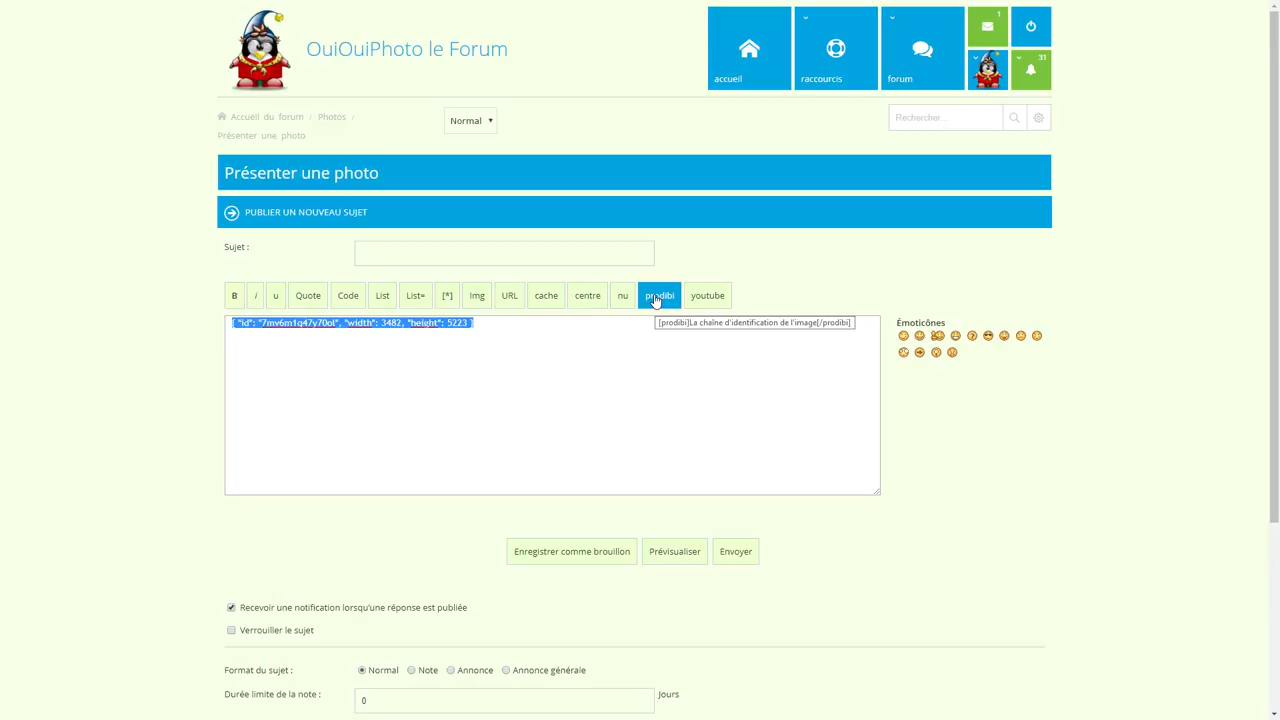 OuiOuiPhoto le Forum
accueil
raccourcis
forum
1
31
Accueil du forum / Photos /
Présenter une photo
Normal
Rechercher...
Présenter une photo
PUBLIER UN NOUVEAU SUJET
Sujet :
B i u Quote Code List List= [*] Img URL cache centre nu prodibi youtube
{ "id": "7mv6m1q47y70ol", "width": 3482, "height": 5223 }
[prodibi]La chaîne d'identification de l'image[/prodibi]
Émoticônes
Enregistrer comme brouillon Prévisualiser Envoyer
Recevoir une notification lorsqu'une réponse est publiée
Verrouiller le sujet
Format du sujet : Normal Note Annonce Annonce générale
Durée limite de la note : 0 Jours